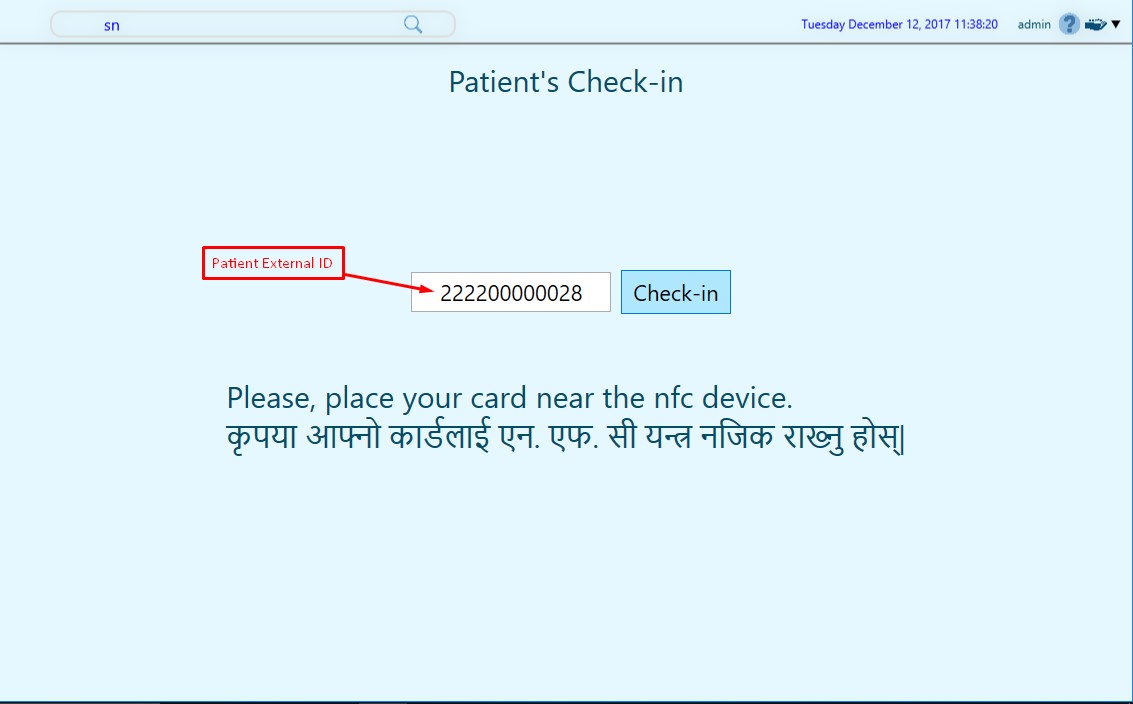 sn
Tuesday December 12, 2017 11:38:20
admin
?
Patient's Check-in
Patient External ID
222200000028
Check-in
Please, place your card near the nfc device.
कृपया आफ्नो कार्डलाई एन. एफ. सी यन्त्र नजिक राख्नु होस्|